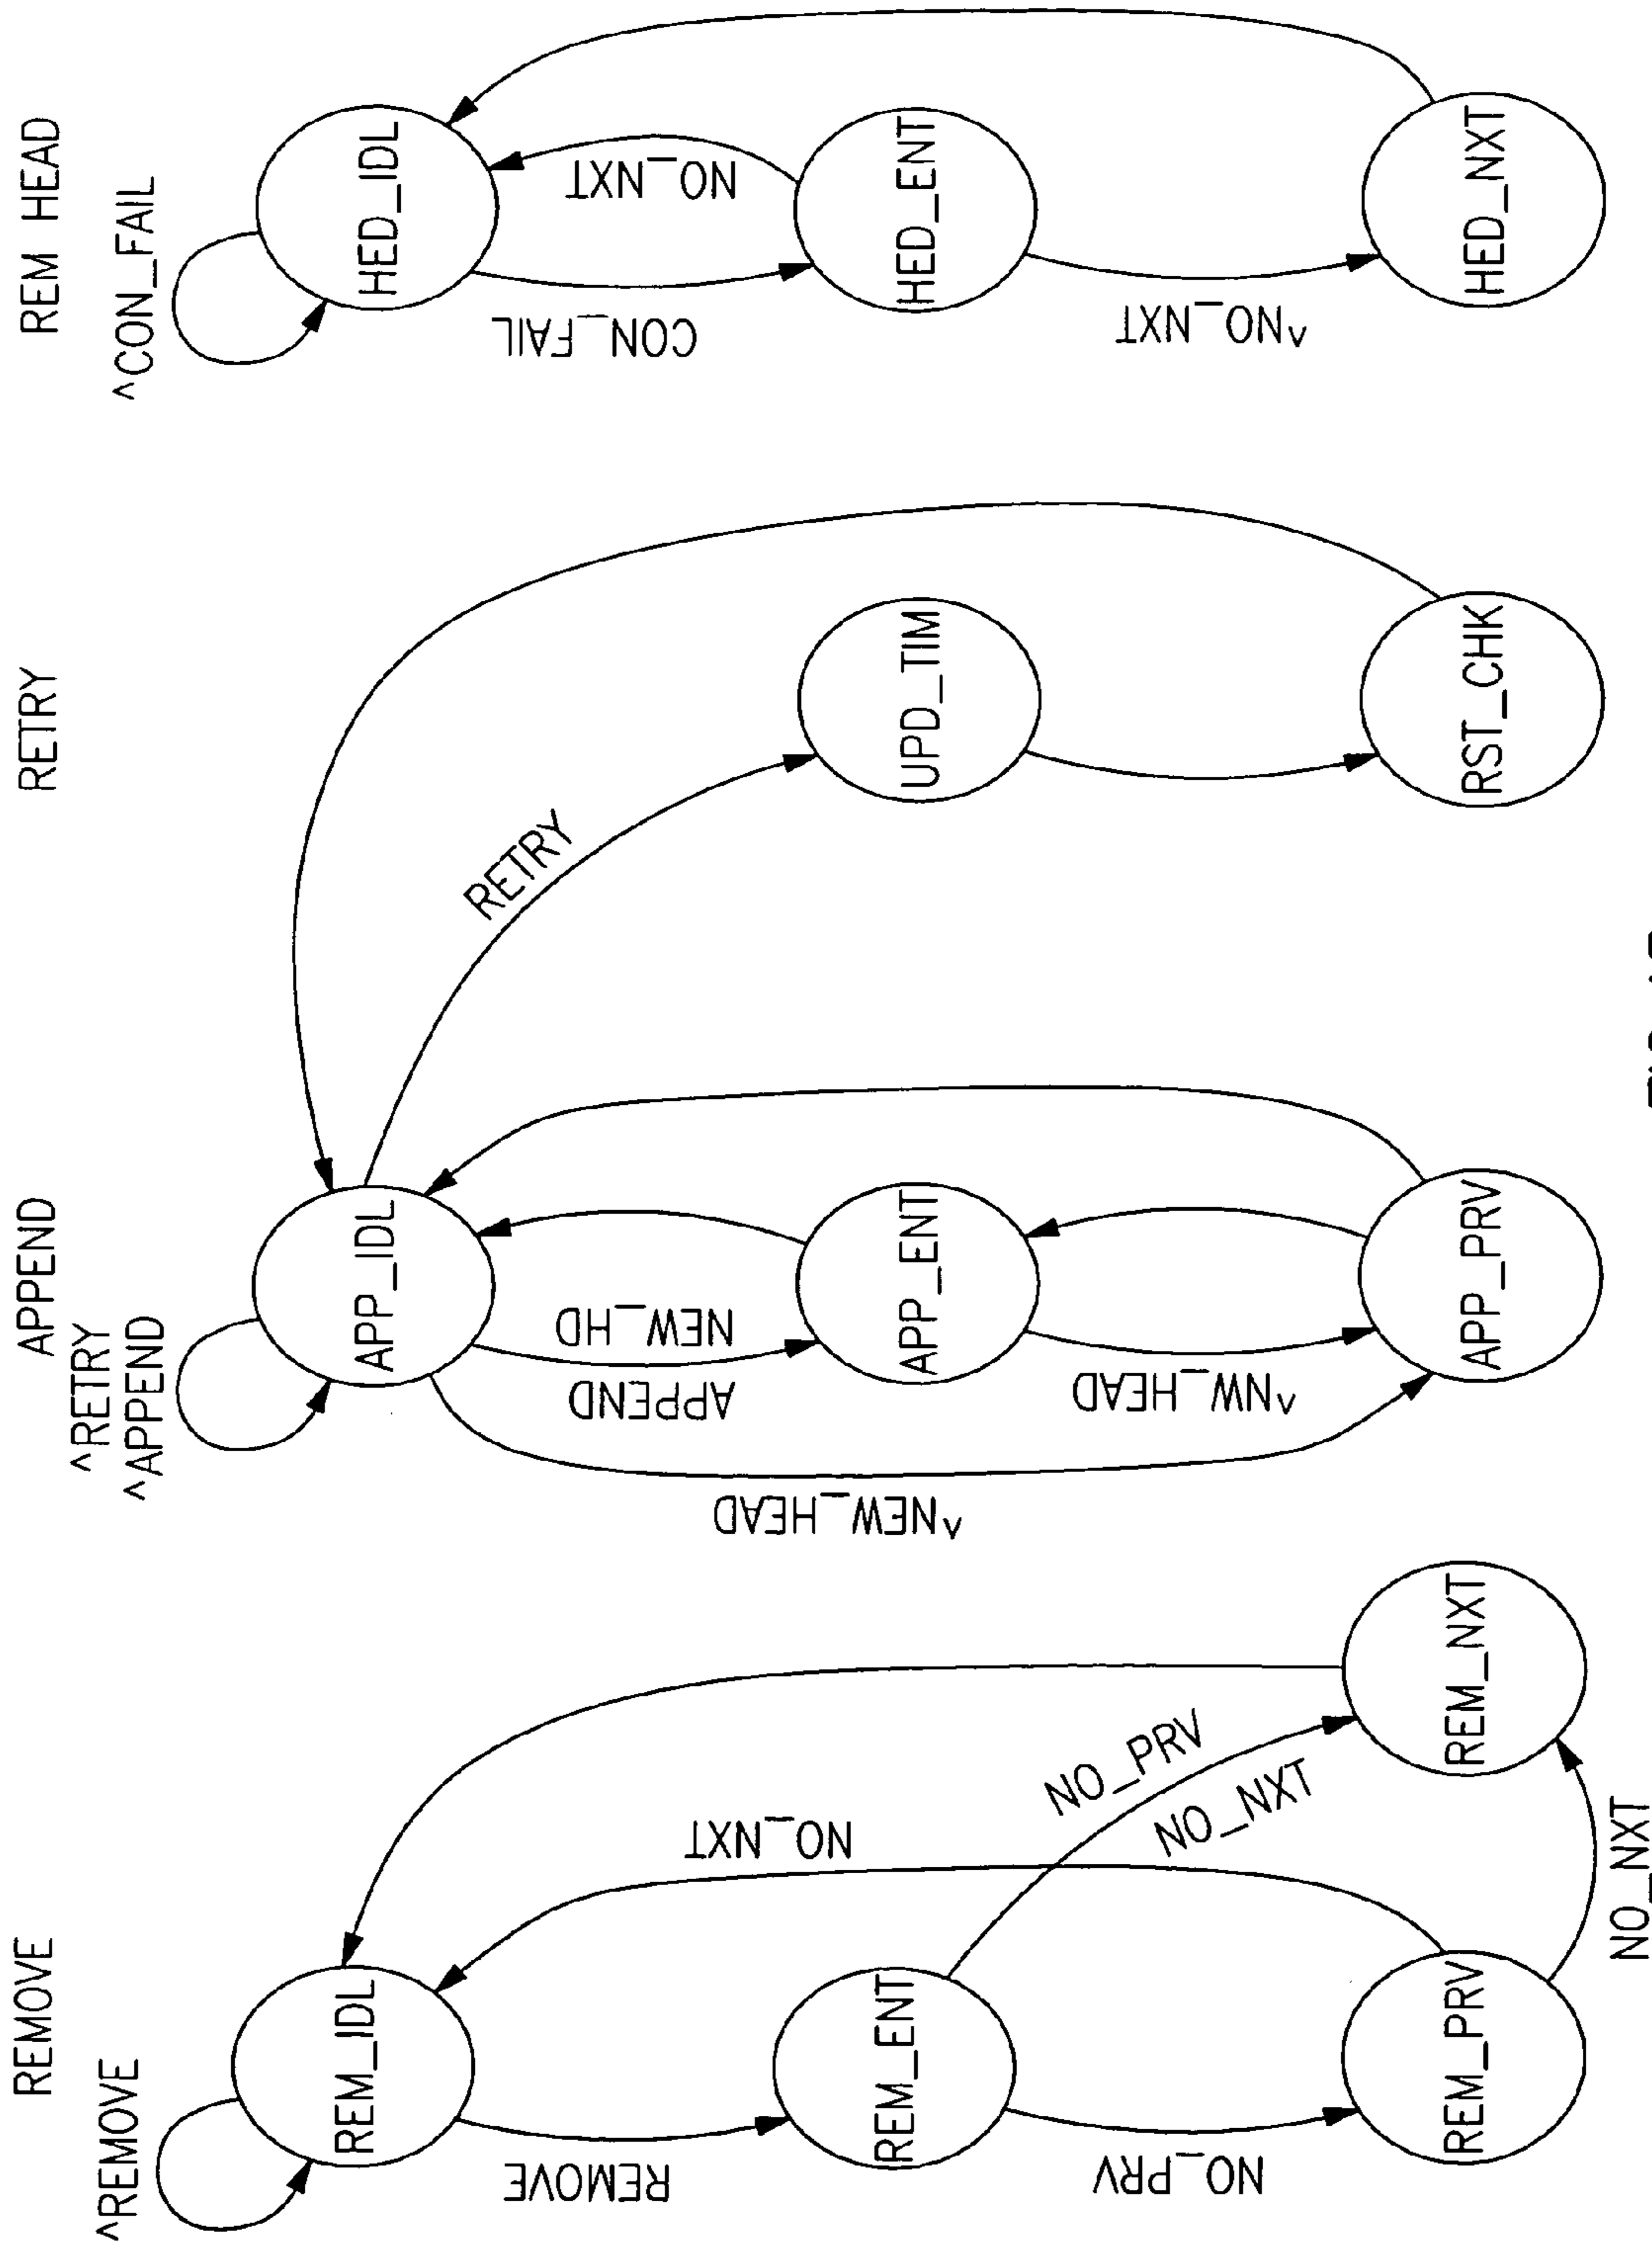 REMOVE
^REMOVE
REM_IDL
REMOVE
REM_ENT
NO_PRV
REM_PRV
NO_NXT
NO_PRV
NO_NXT
REM_NXT
NO_NXT
APPEND
^RETRY
^APPEND
APP_IDL
APPEND
NEW_HD
APP_ENT
^NEW_HEAD
^NW_HEAD
APP_PRV
RETRY
RETRY
UPD_TIM
RST_CHK
REM HEAD
^CON_FAIL
HED_IDL
CON_FAIL
NO_NXT
HED_ENT
^NO_NXT
HED_NXT